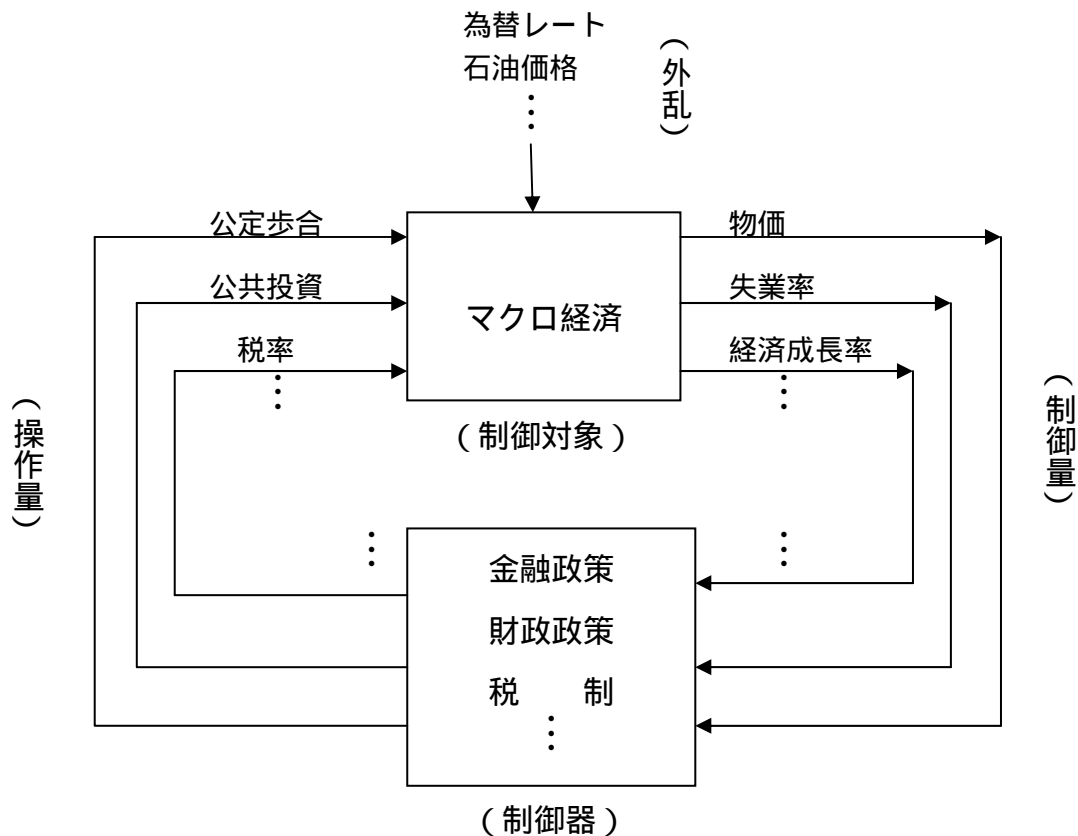 為替レート
石油価格
…
(外乱)
公定歩合
公共投資
税率
…
マクロ経済
(制御対象)
物価
失業率
経済成長率
…
(操作量)
(制御量)
…
…
金融政策
財政政策
税　制
…
(制御器)